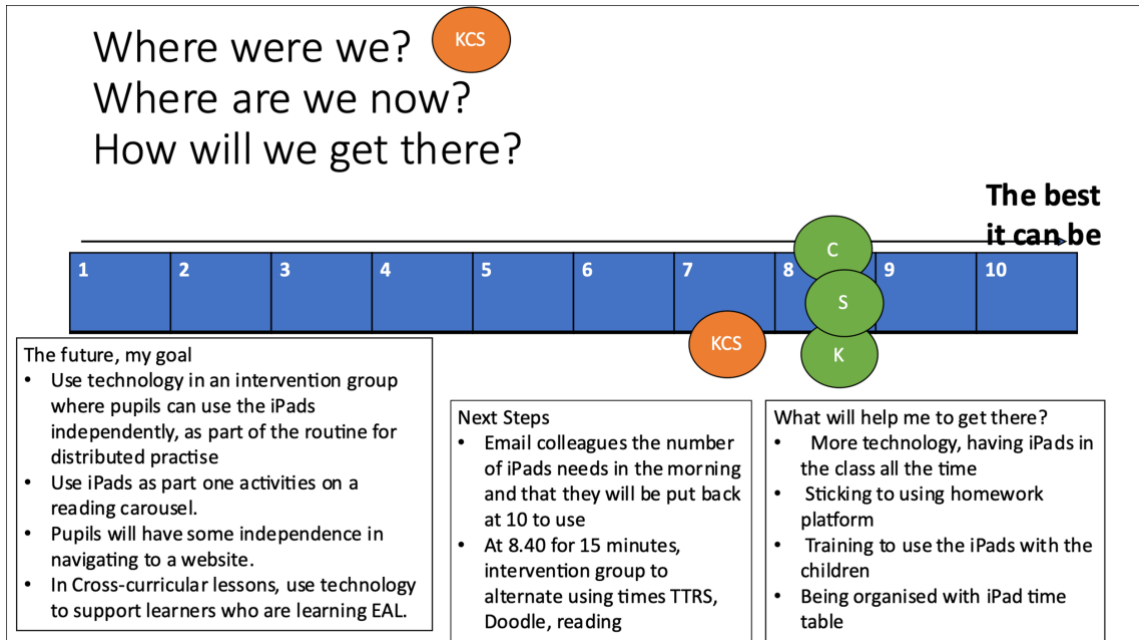 Where were we?
KCS
Where are we now?
How will we get there?
The best
it can be
1 2 3 4 5 6 7 8 9 10
C
S
K
KCS
The future, my goal
• Use technology in an intervention group
where pupils can use the iPads
independently, as part of the routine for
distributed practise
• Use iPads as part one activities on a
reading carousel.
• Pupils will have some independence in
navigating to a website.
• In Cross-curricular lessons, use technology
to support learners who are learning EAL.
Next Steps
• Email colleagues the number
of iPads needs in the morning
and that they will be put back
at 10 to use
• At 8.40 for 15 minutes,
intervention group to
alternate using times TTRS,
Doodle, reading
What will help me to get there?
• More technology, having iPads in
the class all the time
• Sticking to using homework
platform
• Training to use the iPads with the
children
• Being organised with iPad time
table